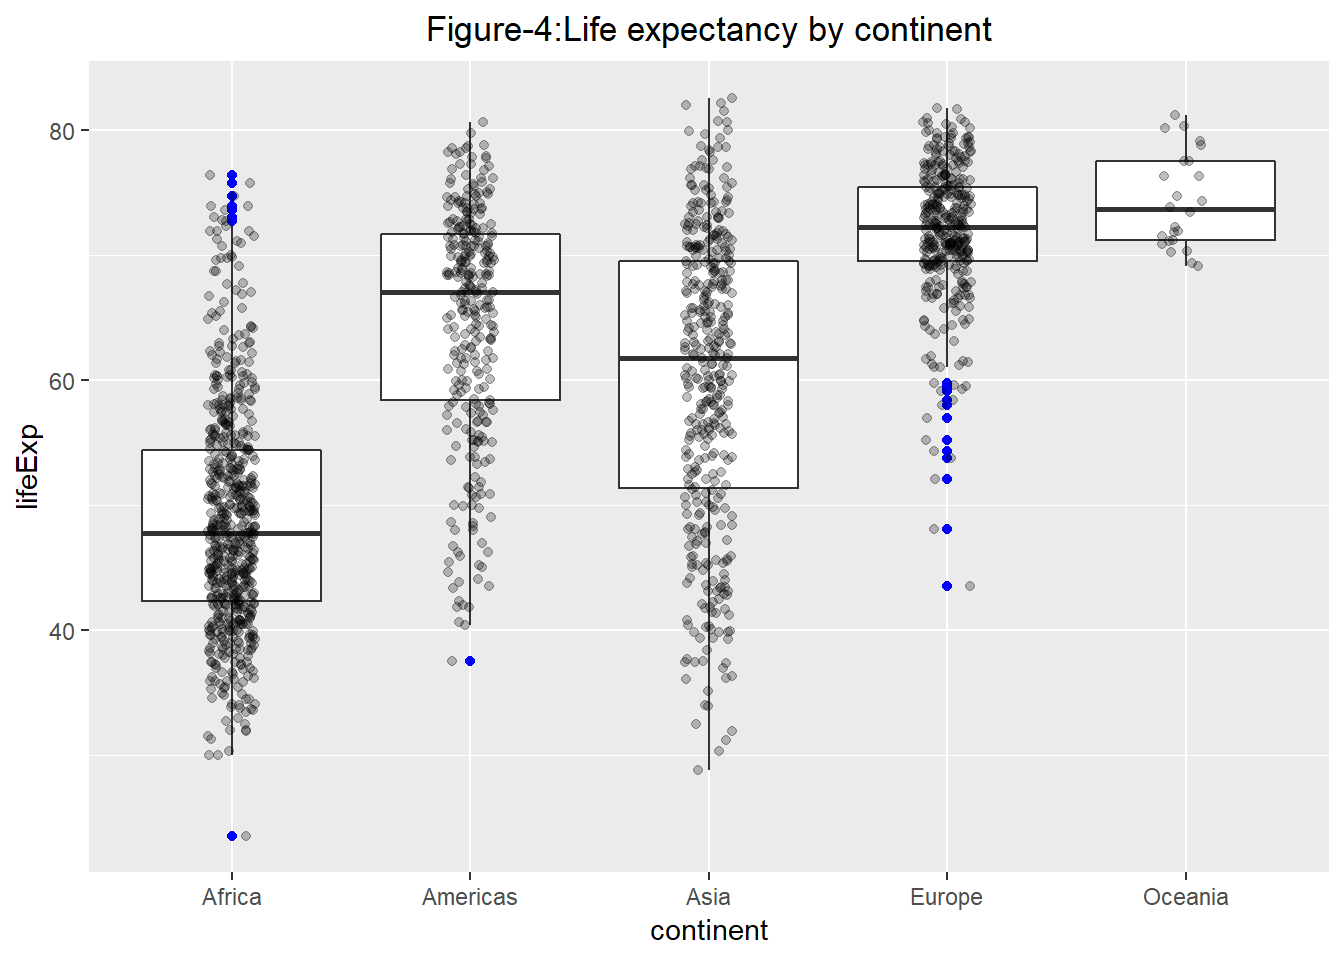 Figure-4:Life expectancy by continent
80
60
40
lifeExp
Africa
Americas
Asia
Europe
Oceania
continent